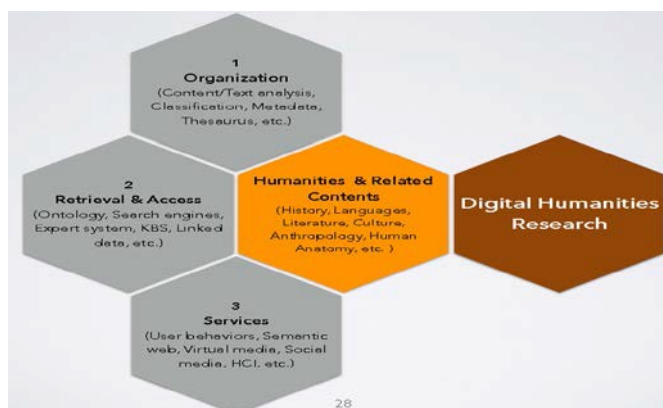 1
Organization
(Content/Text analysis,
Classification, Metadata,
Thesaurus, etc.)
2
Retrieval & Access
(Ontology, Search engines,
Expert system, KBS, Linked
data, etc.)
Humanities & Related
Contents
(History, Languages,
Literature, Culture,
Anthropology, Human
Anatomy, etc. )
Digital Humanities
Research
3
Services
(User behaviors, Semantic
web, Virtual media, Social
media, HCI, etc.)
28